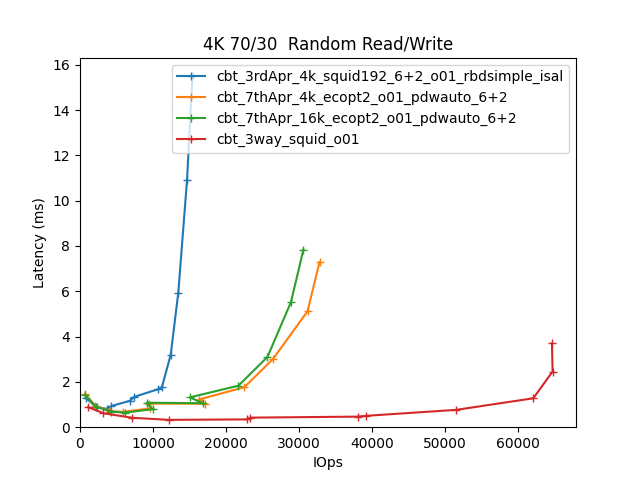 4K 70/30  Random Read/Write
cbt_3rdApr_4k_squid192_6+2_o01_rbdsimple_isal
cbt_7thApr_4k_ecopt2_o01_pdwauto_6+2
cbt_7thApr_16k_ecopt2_o01_pdwauto_6+2
cbt_3way_squid_o01
Latency (ms)
16
14
12
10
8
6
4
2
0
0 10000 20000 30000 40000 50000 60000
IOps